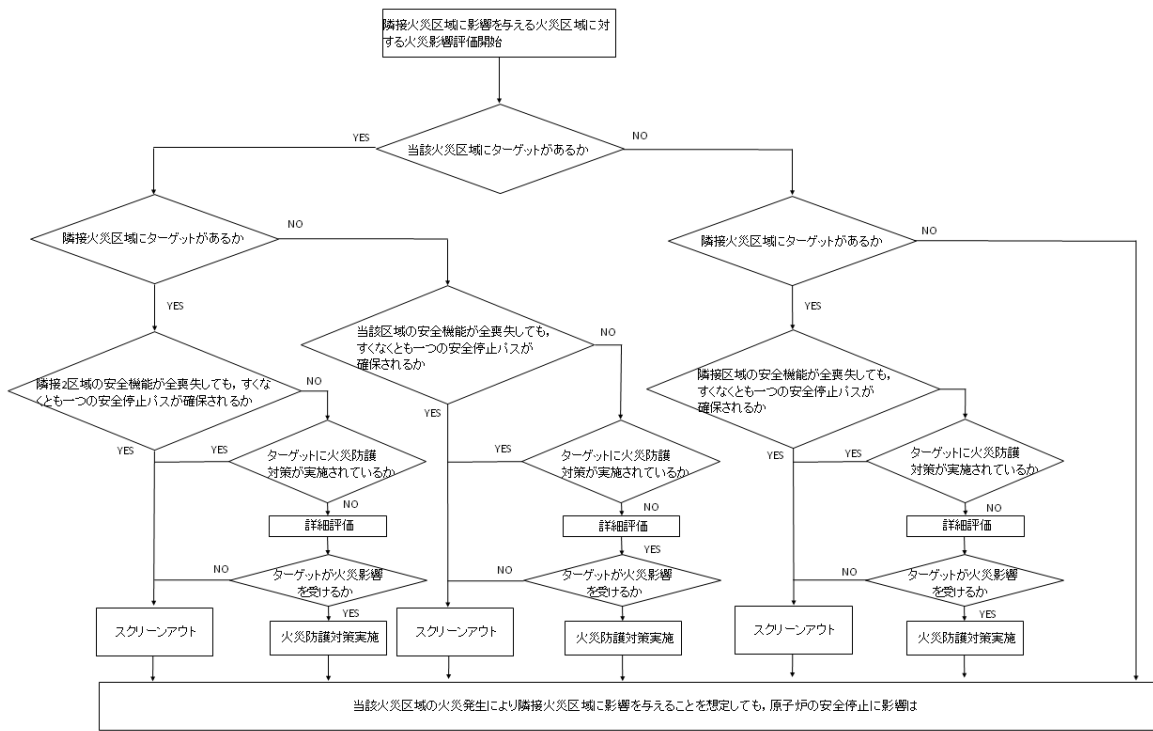 隣接火災区域に影響を与える火災区域に対
する火災影響評価開始
YES
NO
当該火災区域にターゲットがあるか
隣接火災区域にターゲットがあるか
NO
隣接火災区域にターゲットがあるか
NO
YES
YES
当該区域の安全機能が全喪失しても，
すくなくとも一つの安全停止パスが
確保されるか
NO
隣接2区域の安全機能が全喪失しても，すくな
くとも一つの安全停止パスが確保されるか
NO
隣接区域の安全機能が全喪失しても，
すくなくとも一つの安全停止パスが
確保されるか
NO
YES
YES
YES
YES
ターゲットに火災防護
対策が実施されているか
YES
ターゲットに火災防護
対策が実施されているか
YES
ターゲットに火災防護
対策が実施されているか
NO
NO
NO
詳細評価
詳細評価
詳細評価
YES
NO
ターゲットが火災影響
を受けるか
NO
ターゲットが火災影響
を受けるか
NO
ターゲットが火災影響
を受けるか
YES
YES
YES
スクリーンアウト
火災防護対策実施
スクリーンアウト
火災防護対策実施
スクリーンアウト
火災防護対策実施
当該火災区域の火災発生により隣接火災区域に影響を与えることを想定しても，原子炉の安全停止に影響は